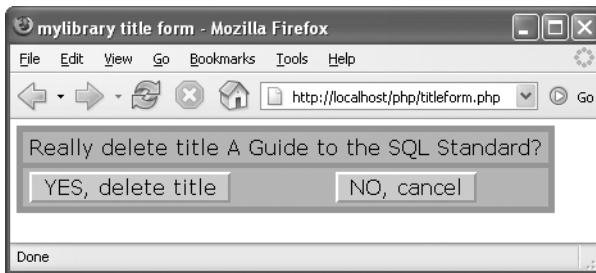 mylibrary title form - Mozilla Firefox
File Edit View Go Bookmarks Tools Help
http://localhost/php/titleform.php Go
Really delete title A Guide to the SQL Standard?
YES, delete title NO, cancel
Done